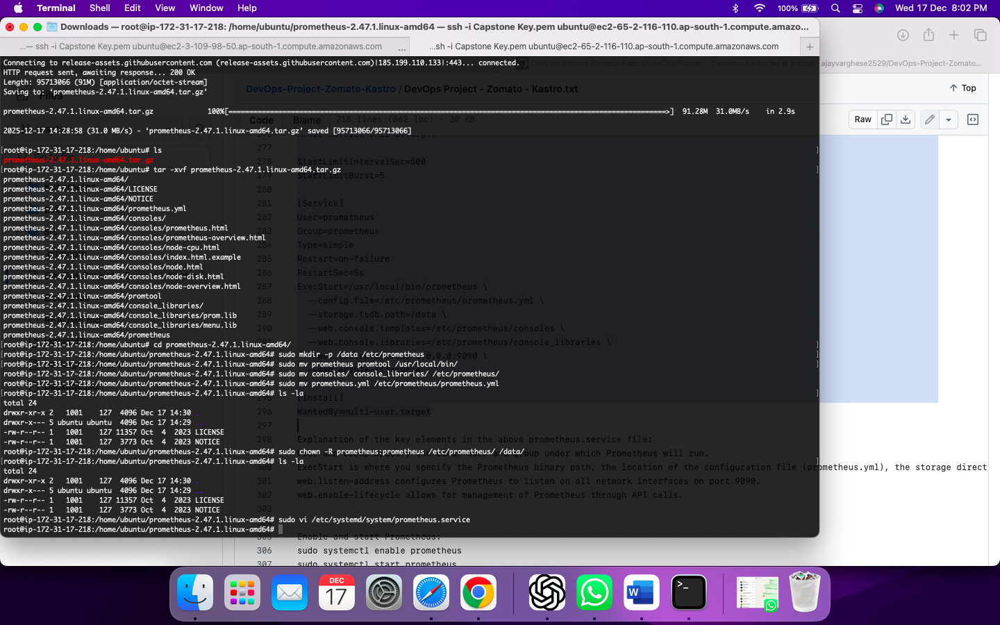 Terminal Shell Edit View Window Help 100% Wed 17 Dec 8:02 PM
Downloads — root@ip-172-31-17-218: /home/ubuntu/prometheus-2.47.1.linux-amd64 — ssh -i Capstone Key.pem ubuntu@ec2-65-2-116-110.ap-south-1.compute.amazo...
...— ssh -i Capstone Key.pem ubuntu@ec2-3-109-98-50.ap-south-1.compute.amazonaws.com ... ...sh -i Capstone Key.pem ubuntu@ec2-65-2-116-110.ap-south-1.compute.amazonaws.com +
Connecting to release-assets.githubusercontent.com (release-assets.githubusercontent.com)|185.199.110.133|:443... connected.
HTTP request sent, awaiting response... 200 OK
Length: 95713066 (91M) [application/octet-stream]
Saving to: ‘prometheus-2.47.1.linux-amd64.tar.gz’
prometheus-2.47.1.linux-amd64.tar.gz 100%[=====================================>] 91.28M 31.0MB/s in 2.9s
2025-12-17 14:28:58 (31.0 MB/s) - ‘prometheus-2.47.1.linux-amd64.tar.gz’ saved [95713066/95713066]
[root@ip-172-31-17-218:/home/ubuntu# ls ]
prometheus-2.47.1.linux-amd64.tar.gz
[root@ip-172-31-17-218:/home/ubuntu# tar -xvf prometheus-2.47.1.linux-amd64.tar.gz ]
prometheus-2.47.1.linux-amd64/
prometheus-2.47.1.linux-amd64/LICENSE
prometheus-2.47.1.linux-amd64/NOTICE
prometheus-2.47.1.linux-amd64/prometheus.yml
prometheus-2.47.1.linux-amd64/consoles/
prometheus-2.47.1.linux-amd64/consoles/prometheus.html
prometheus-2.47.1.linux-amd64/consoles/prometheus-overview.html
prometheus-2.47.1.linux-amd64/consoles/node-cpu.html
prometheus-2.47.1.linux-amd64/consoles/index.html.example
prometheus-2.47.1.linux-amd64/consoles/node.html
prometheus-2.47.1.linux-amd64/consoles/node-disk.html
prometheus-2.47.1.linux-amd64/consoles/node-overview.html
prometheus-2.47.1.linux-amd64/promtool
prometheus-2.47.1.linux-amd64/console_libraries/
prometheus-2.47.1.linux-amd64/console_libraries/prom.lib
prometheus-2.47.1.linux-amd64/console_libraries/menu.lib
prometheus-2.47.1.linux-amd64/prometheus
[root@ip-172-31-17-218:/home/ubuntu# cd prometheus-2.47.1.linux-amd64/ ]
[root@ip-172-31-17-218:/home/ubuntu/prometheus-2.47.1.linux-amd64# sudo mkdir -p /data /etc/prometheus ]
[root@ip-172-31-17-218:/home/ubuntu/prometheus-2.47.1.linux-amd64# sudo mv prometheus promtool /usr/local/bin/ ]
root@ip-172-31-17-218:/home/ubuntu/prometheus-2.47.1.linux-amd64# sudo mv consoles/ console_libraries/ /etc/prometheus/
root@ip-172-31-17-218:/home/ubuntu/prometheus-2.47.1.linux-amd64# sudo mv prometheus.yml /etc/prometheus/prometheus.yml
[root@ip-172-31-17-218:/home/ubuntu/prometheus-2.47.1.linux-amd64# ls -la ]
total 24
drwxr-xr-x 2 1001 127 4096 Dec 17 14:30 .
drwxr-x--- 5 ubuntu ubuntu 4096 Dec 17 14:29 ..
-rw-r--r-- 1 1001 127 11357 Oct 4 2023 LICENSE
-rw-r--r-- 1 1001 127 3773 Oct 4 2023 NOTICE
root@ip-172-31-17-218:/home/ubuntu/prometheus-2.47.1.linux-amd64# sudo chown -R prometheus:prometheus /etc/prometheus/ /data/
[root@ip-172-31-17-218:/home/ubuntu/prometheus-2.47.1.linux-amd64# ls -la ]
total 24
drwxr-xr-x 2 1001 127 4096 Dec 17 14:30 .
drwxr-x--- 5 ubuntu ubuntu 4096 Dec 17 14:29 ..
-rw-r--r-- 1 1001 127 11357 Oct 4 2023 LICENSE
-rw-r--r-- 1 1001 127 3773 Oct 4 2023 NOTICE
root@ip-172-31-17-218:/home/ubuntu/prometheus-2.47.1.linux-amd64# sudo vi /etc/systemd/system/prometheus.service
root@ip-172-31-17-218:/home/ubuntu/prometheus-2.47.1.linux-amd64#
DevOps-Project-Zomato-Kastro/DevOps Project - Zomato - Kastro.txt at master · ajayvarghese2529/DevOps-Project-Zomato...
Files
DevOps-Project-Zomato-Kastro / DevOps Project - Zomato - Kastro.txt
Top
Code Blame 718 lines (562 loc) · 30 KB
Raw
277
278 StartLimitIntervalSec=500
279 StartLimitBurst=5
280
281 [Service]
282 User=prometheus
283 Group=prometheus
284 Type=simple
285 Restart=on-failure
286 RestartSec=5s
287 ExecStart=/usr/local/bin/prometheus \
288 --config.file=/etc/prometheus/prometheus.yml \
289 --storage.tsdb.path=/data \
290 --web.console.templates=/etc/prometheus/consoles \
--web.console.libraries=/etc/prometheus/console_libraries \
0.0.0:9090 \
[Install]
296 WantedBy=multi-user.target
297
298 Explanation of the key elements in the above prometheus.service file:
group under which Prometheus will run.
300 ExecStart is where you specify the Prometheus binary path, the location of the configuration file (prometheus.yml), the storage direct
301 web.listen-address configures Prometheus to listen on all network interfaces on port 9090.
302 web.enable-lifecycle allows for management of Prometheus through API calls.
303
305 Enable and start Prometheus:
306 sudo systemctl enable prometheus
307 sudo systemctl start prometheus
DEC
17